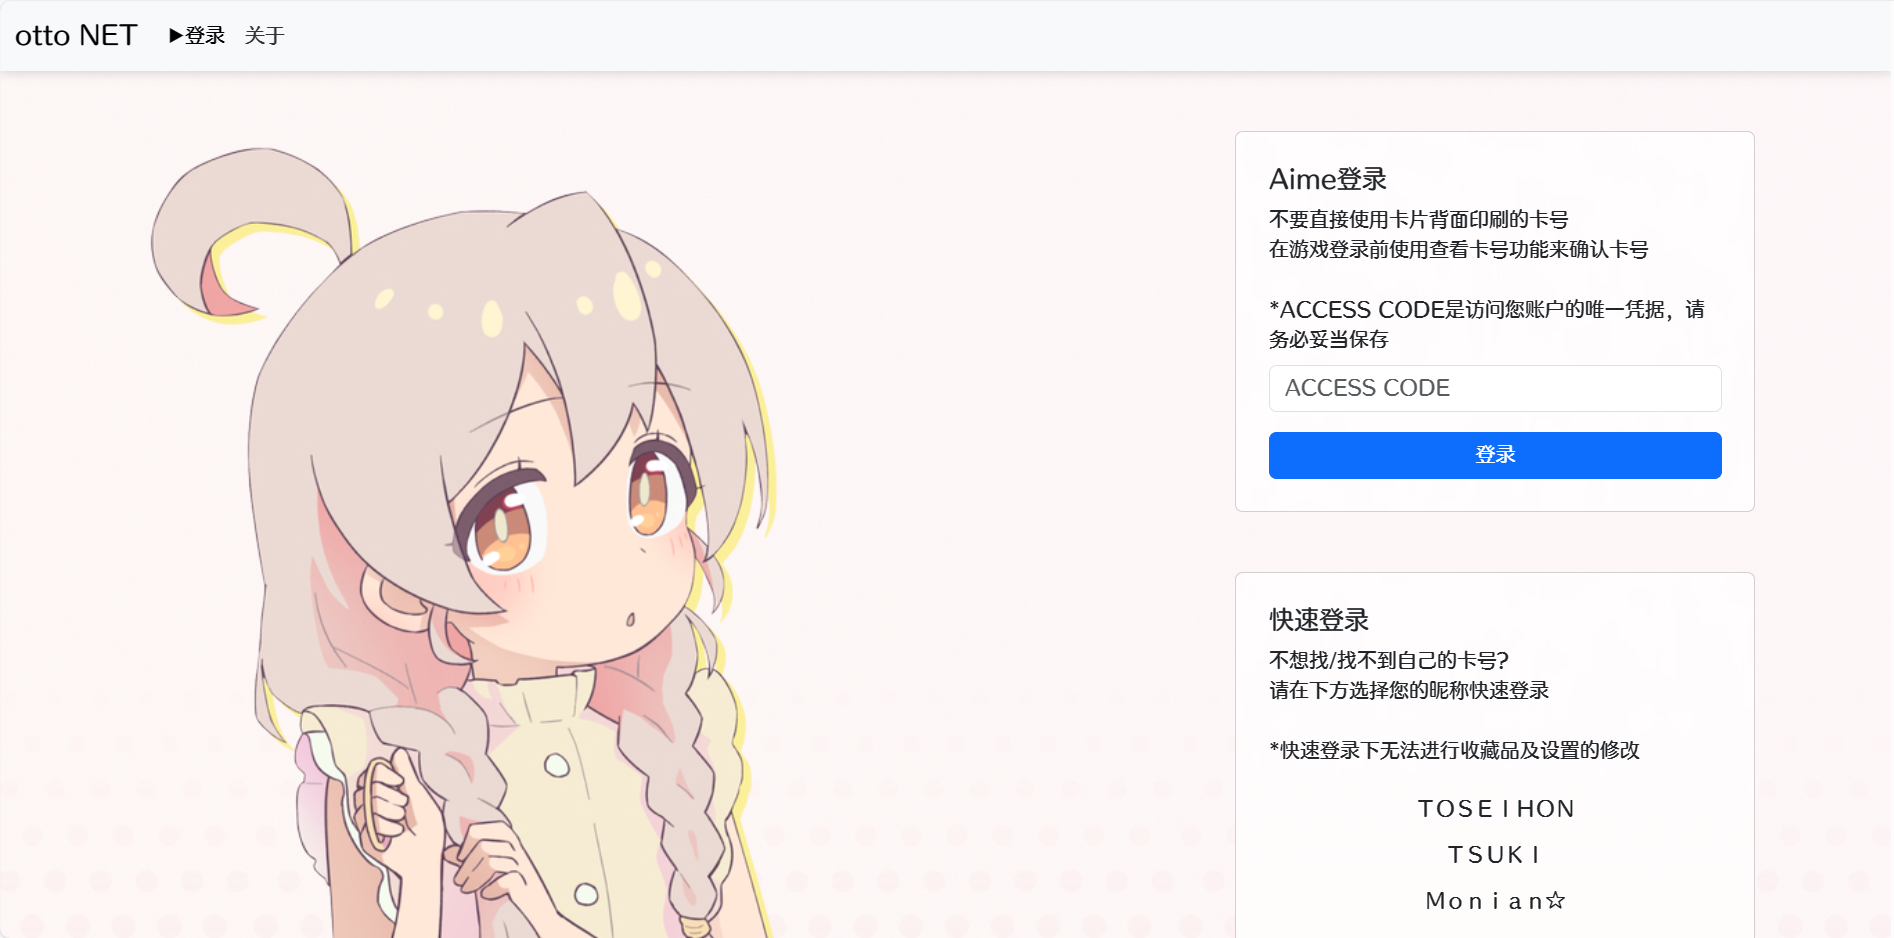 otto NET ▶登录 关于
Aime登录
不要直接使用卡片背面印刷的卡号
在游戏登录前使用查看卡号功能来确认卡号
*ACCESS CODE是访问您账户的唯一凭据，请
务必妥当保存
ACCESS CODE
登录
快速登录
不想找/找不到自己的卡号?
请在下方选择您的昵称快速登录
*快速登录下无法进行收藏品及设置的修改
ＴＯＳＥＩＨＯＮ
ＴＳＵＫＩ
Ｍｏｎｉａｎ☆